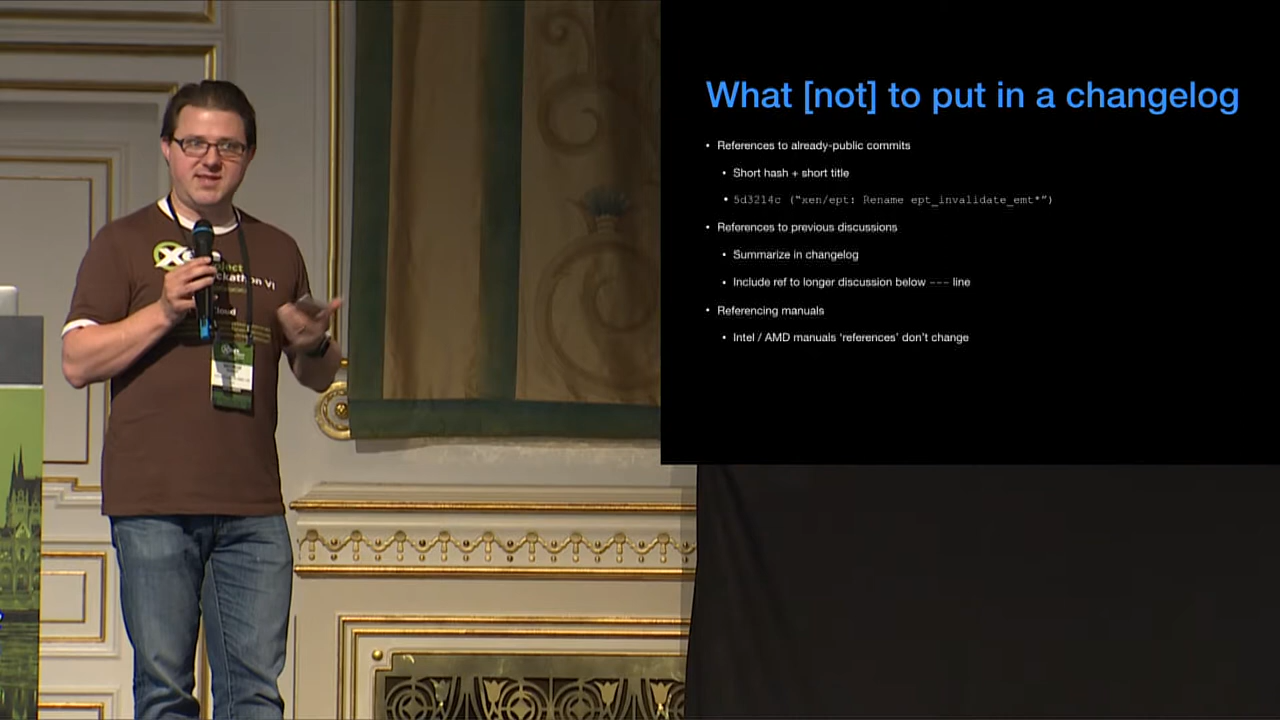 What [not] to put in a changelog
• References to already-public commits
• Short hash + short title
• 5d3214c ("xen/ept: Rename ept_invalidate_emt*")
• References to previous discussions
• Summarize in changelog
• Include ref to longer discussion below --- line
• Referencing manuals
• Intel / AMD manuals ‘references’ don’t change